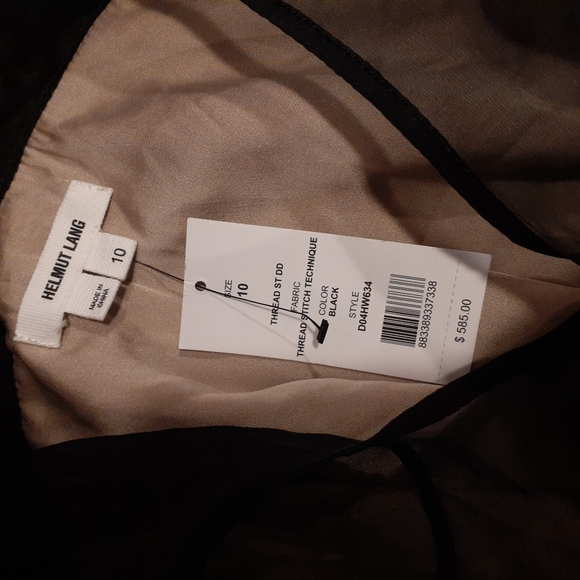 HELMUT LANG
10
MADE IN
CHINA
SIZE
10
THREAD ST DD
FABRIC
THREAD STITCH TECHNIQUE
COLOR
BLACK
STYLE
D04HW634
883389337338
$ 585.00